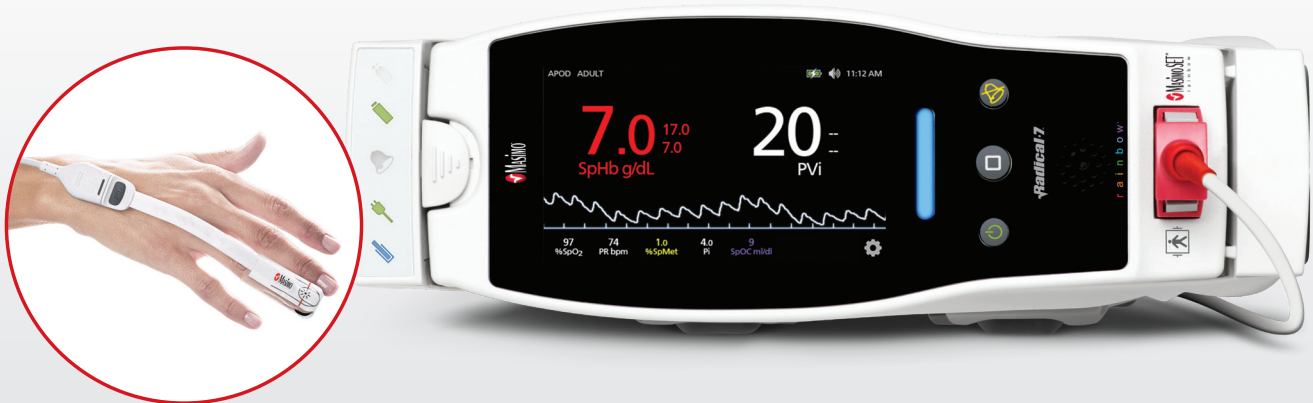 MASIMO
APOD ADULT
11:12 AM
7.0
17.0
7.0
SpHb g/dL
20
--
--
PVi
97
%SpO2
74
PR bpm
1.0
%SpMet
4.0
Pi
9
SpOC ml/dl
MASIMO
Radical-7
rainbow
MASIMO SET®
rainbow